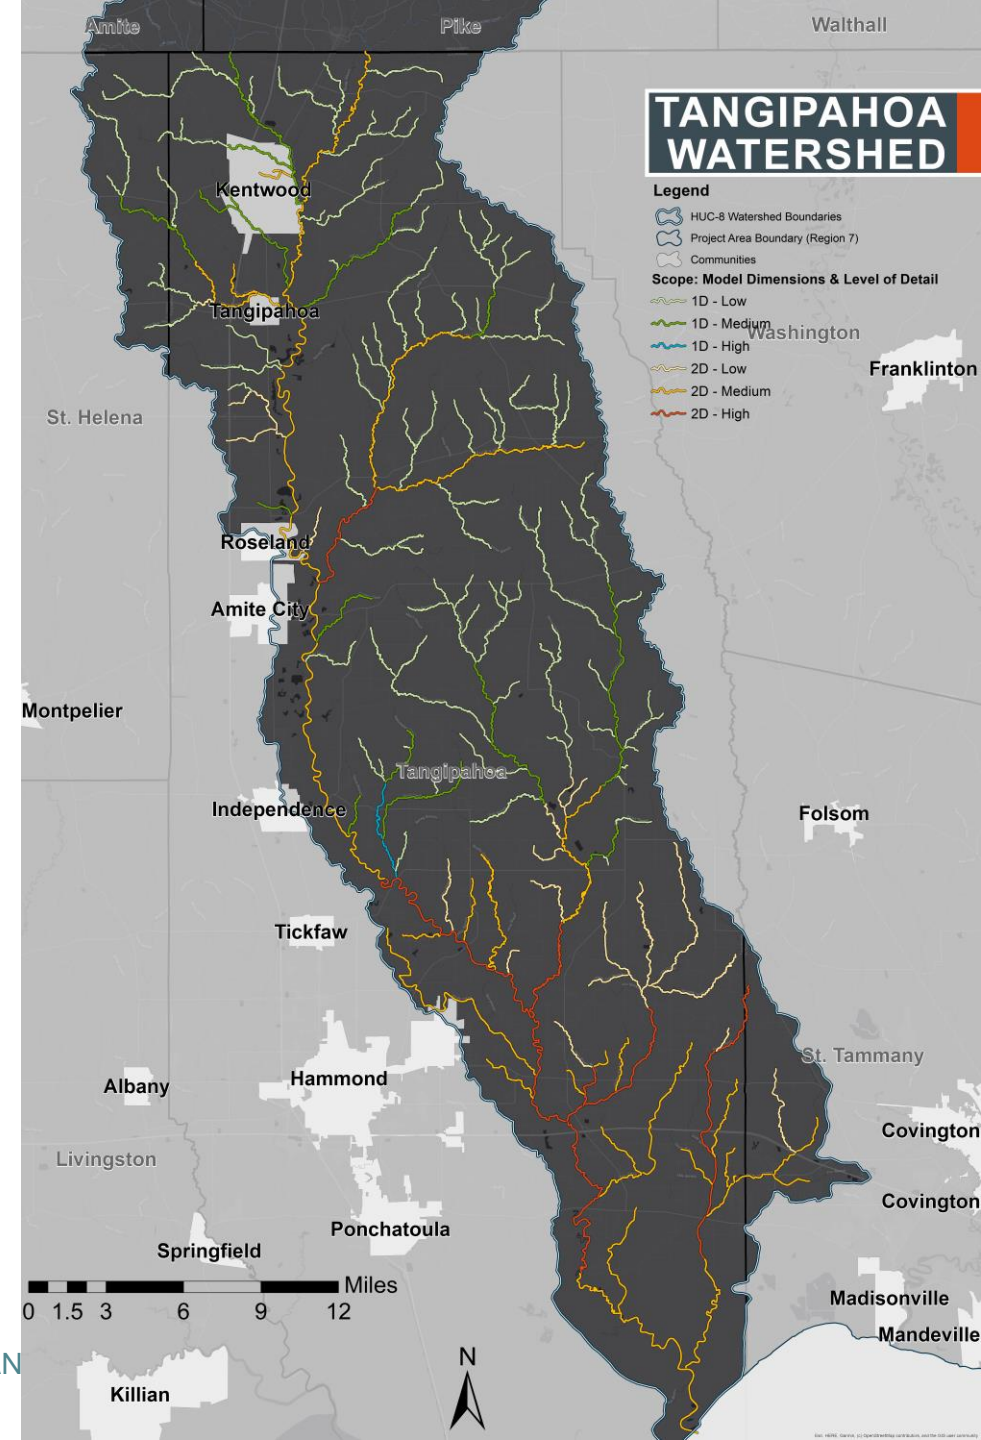 Amite
Pike
Walthall
TANGIPAHOA
WATERSHED
Legend
HUC-8 Watershed Boundaries
Project Area Boundary (Region 7)
Communities
Scope: Model Dimensions & Level of Detail
1D - Low
1D - Medium
1D - High
2D - Low
2D - Medium
2D - High
Kentwood
Tangipahoa
Washington
Franklinton
St. Helena
Roseland
Amite City
Montpelier
Tangipahoa
Independence
Folsom
Tickfaw
St. Tammany
Hammond
Albany
Covington
Livingston
Covington
Ponchatoula
Springfield
Miles
0 1.5 3 6 9 12
Madisonville
Mandeville
N
Killian